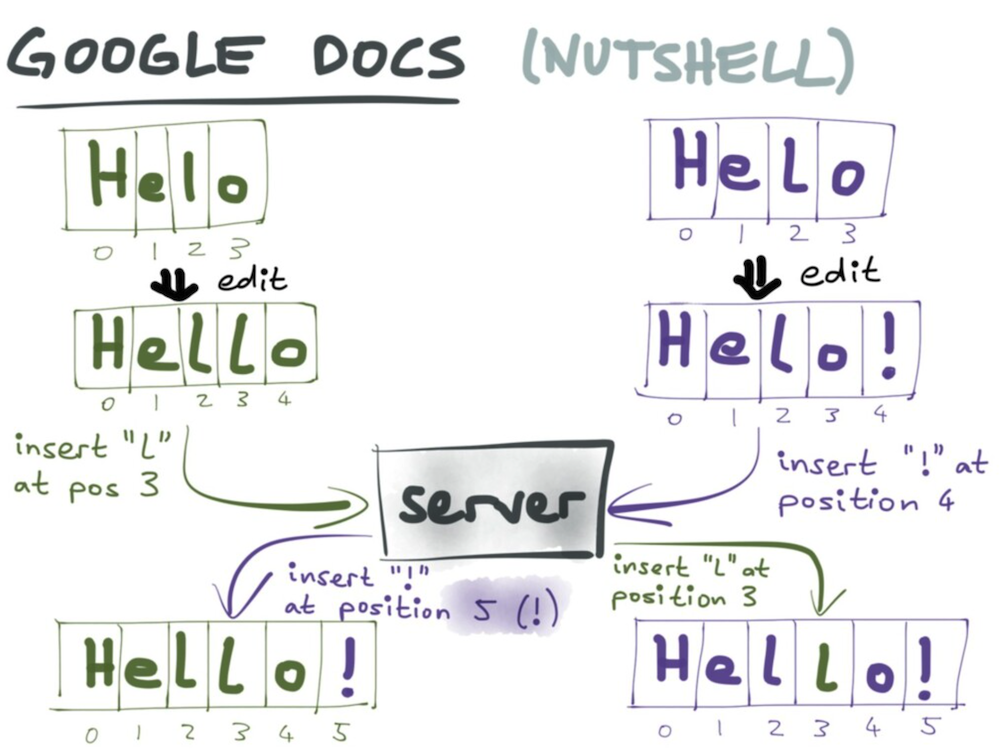 GOOGLE DOCS (NUTSHELL)
Helo
0 1 2 3
edit
Hello
0 1 2 3 4
insert "L"
at pos 3
Helo
0 1 2 3
edit
Helo!
0 1 2 3 4
insert "!" at
position 4
server
insert "!"
at position 5 (!)
insert "L" at
position 3
Hello!
0 1 2 3 4 5
Hello!
0 1 2 3 4 5